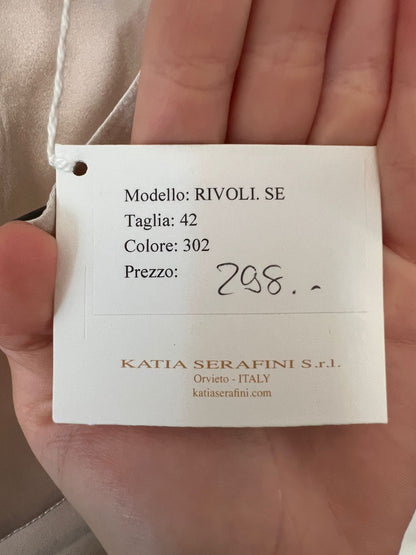 Modello: RIVOLI. SE
Taglia: 42
Colore: 302
Prezzo: 298.-
KATIA SERAFINI S.r.l.
Orvieto - ITALY
katiaserafini.com